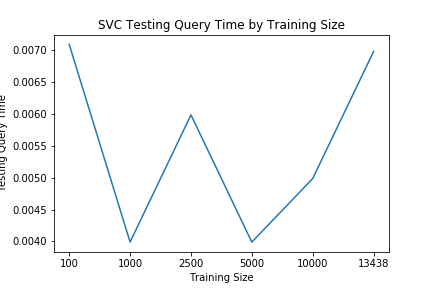 SVC Testing Query Time by Training Size
Testing Query Time
0.0070
0.0065
0.0060
0.0055
0.0050
0.0045
0.0040
100 1000 2500 5000 10000 13438
Training Size